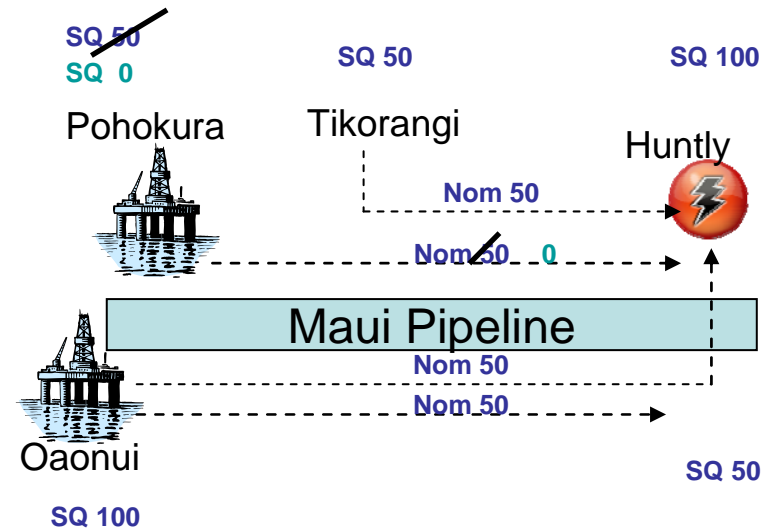 SQ 50
SQ 0
SQ 50
SQ 100
Pohokura
Tikorangi
Huntly
Nom 50
Nom 50 0
Maui Pipeline
Nom 50
Nom 50
Oaonui
SQ 50
SQ 100